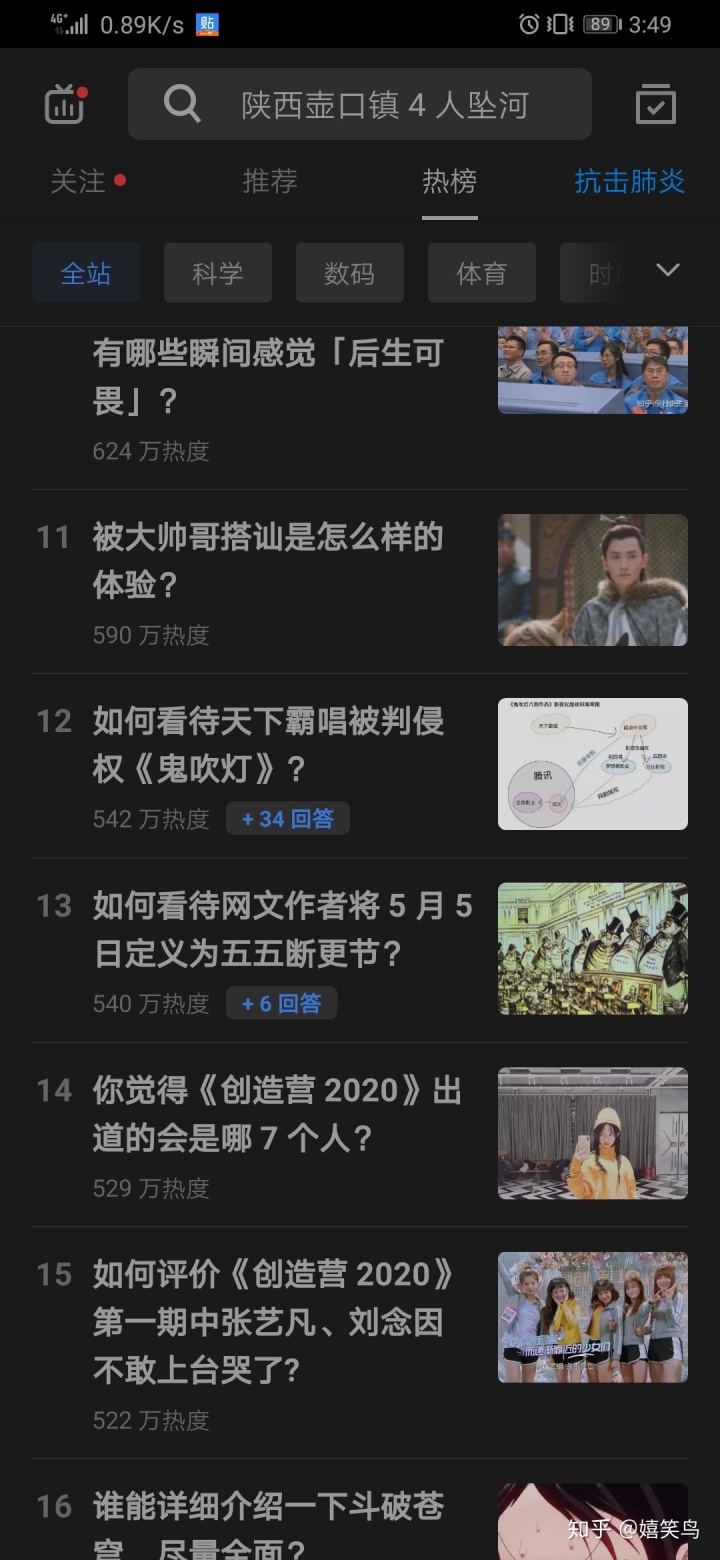 4G+ 0.89K/s 贴 89 3:49
陕西壶口镇 4 人坠河
关注 推荐 热榜 抗击肺炎
全站 科学 数码 体育
有哪些瞬间感觉「后生可
畏」?
624 万热度
11 被大帅哥搭讪是怎么样的
体验?
590 万热度
12 如何看待天下霸唱被判侵
权《鬼吹灯》?
542 万热度 + 34 回答
腾讯
13 如何看待网文作者将 5 月 5
日定义为五五断更节?
540 万热度 + 6 回答
14 你觉得《创造营 2020》出
道的会是哪 7 个人?
529 万热度
15 如何评价《创造营 2020》
第一期中张艺凡、刘念因
不敢上台哭了?
522 万热度
16 谁能详细介绍一下斗破苍
穹,尽量全面?
知乎 @嬉笑鸟